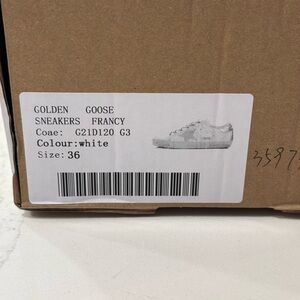 GOLDEN GOOSE
SNEAKERS FRANCY
Coae: G21D120 G3
Colour:white
Size: 36